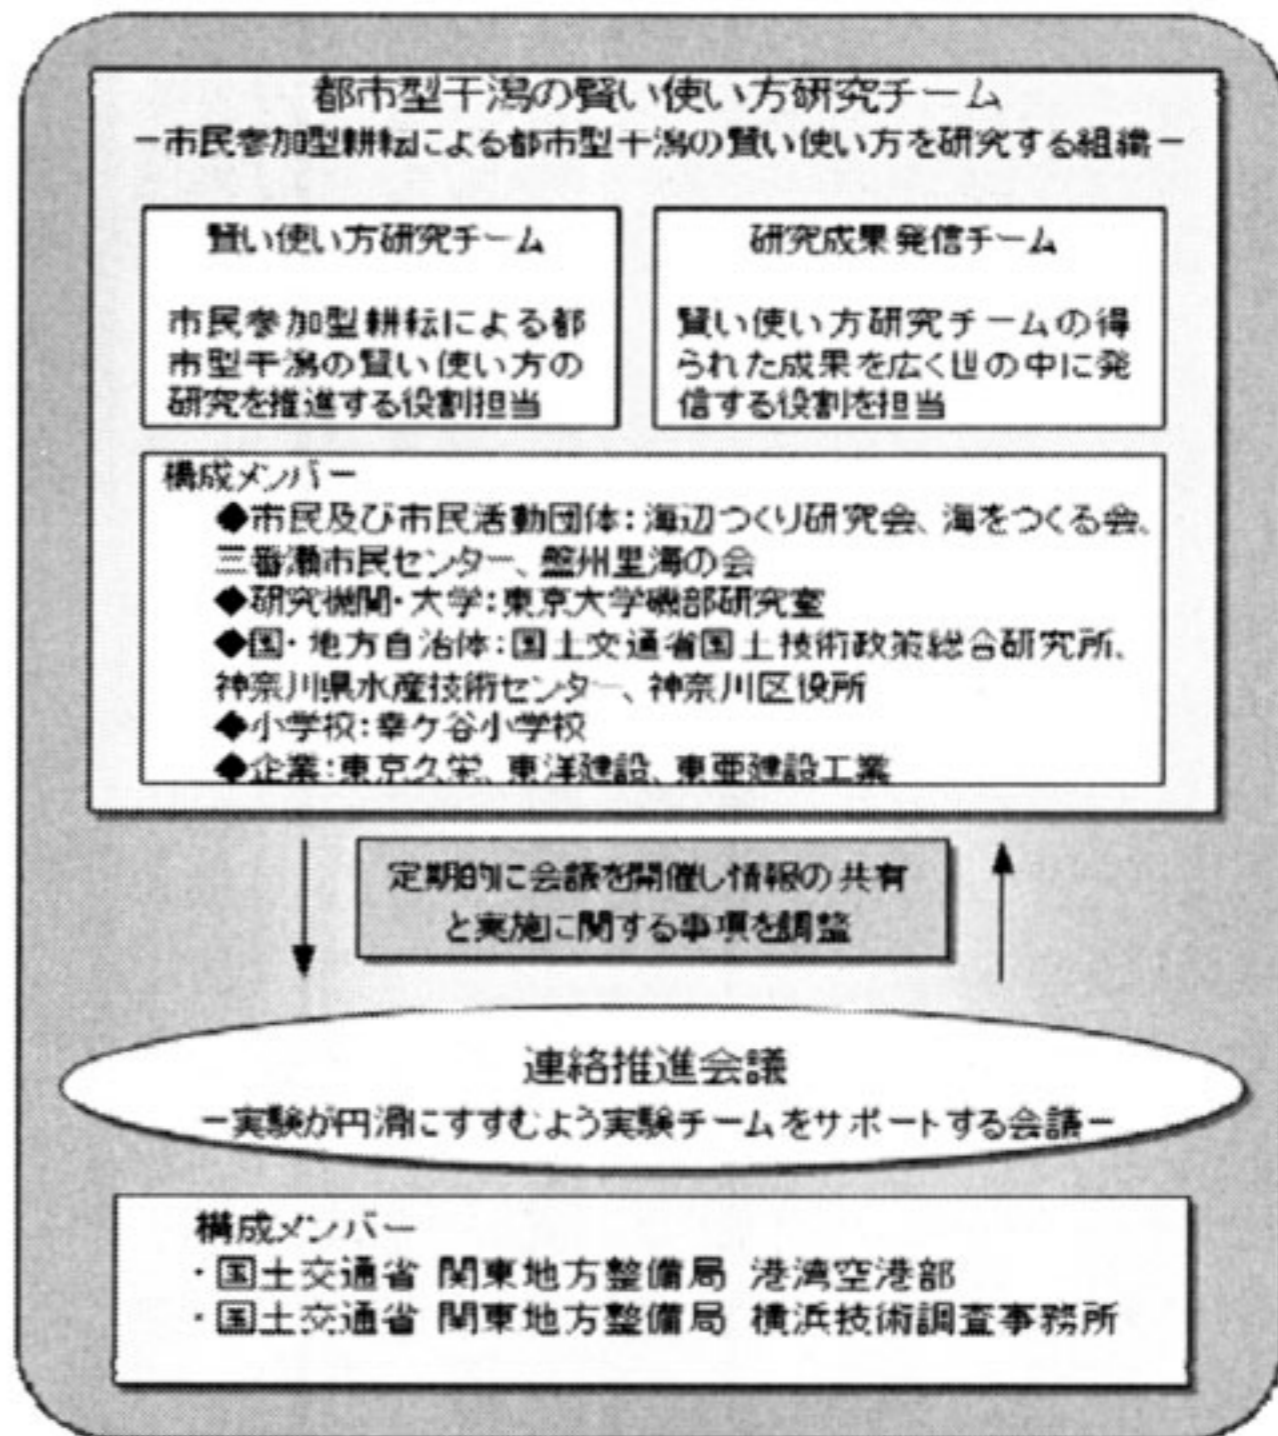 都市型干潟の賢い使い方研究チーム
－市民参加型耕耘による都市型干潟の賢い使い方を研究する組織－
賢い使い方研究チーム
市民参加型耕耘による都
市型干潟の賢い使い方の
研究を推進する役割担当
研究成果発信チーム
賢い使い方研究チームの得
られた成果を広く世の中に発
信する役割を担当
構成メンバー
◆市民及び市民活動団体：海辺つくり研究会、海をつくる会、
三番瀬市民センター、盤州里海の会
◆研究機関・大学：東京大学磯部研究室
◆国・地方自治体：国土交通省国土技術政策総合研究所、
神奈川県水産技術センター、神奈川区役所
◆小学校：幸ケ谷小学校
◆企業：東京久栄、東洋建設、東亜建設工業
定期的に会議を開催し情報の共有
と実施に関する事項を調整
連絡推進会議
－実験が円滑にすすむよう実験チームをサポートする会議－
構成メンバー
・国土交通省 関東地方整備局 港湾空港部
・国土交通省 関東地方整備局 横浜技術調査事務所